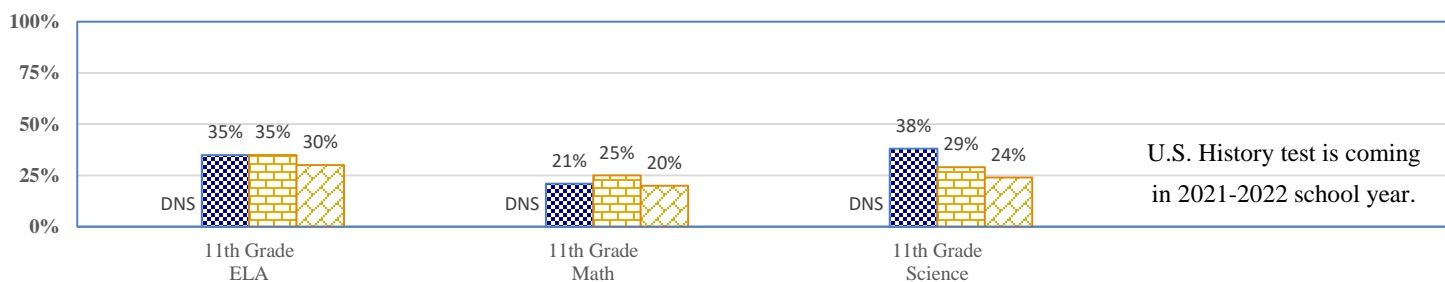 100%
75%
50%
25%
0%
DNS
35%
35%
30%
DNS
21%
25%
20%
DNS
38%
29%
24%
11th Grade
ELA
11th Grade
Math
11th Grade
Science
U.S. History test is coming
in 2021-2022 school year.